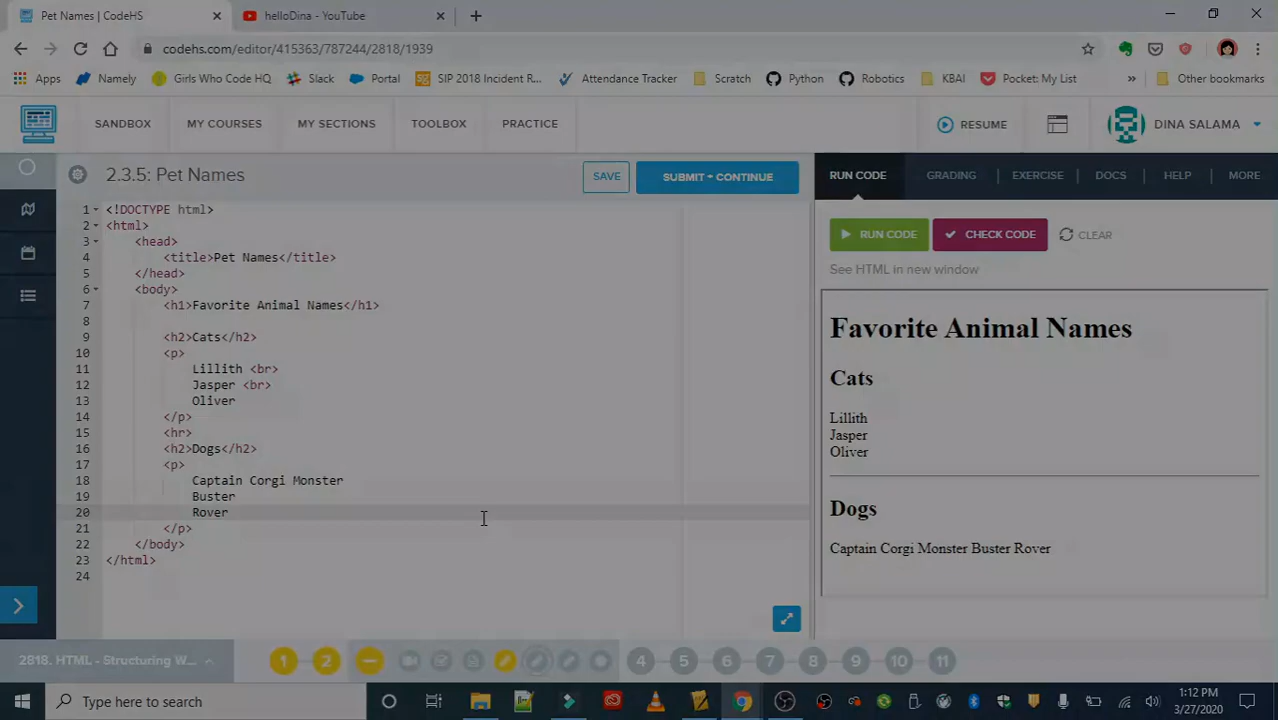 Pet Names | CodeHS
helloDina - YouTube
codehs.com/editor/415363/787244/2818/1939
Apps
Namely
Girls Who Code HQ
Slack
Portal
SIP 2018 Incident R...
Attendance Tracker
Scratch
Python
Robotics
KBAI
Pocket: My List
»
Other bookmarks
SANDBOX
MY COURSES
MY SECTIONS
TOOLBOX
PRACTICE
RESUME
DINA SALAMA
2.3.5: Pet Names
SAVE
SUBMIT + CONTINUE
RUN CODE
GRADING
EXERCISE
DOCS
HELP
MORE
1 <!DOCTYPE html>
2 <html>
3 <head>
4 <title>Pet Names</title>
5 </head>
6 <body>
7 <h1>Favorite Animal Names</h1>
8
9 <h2>Cats</h2>
10 <p>
11 Lillith <br>
12 Jasper <br>
13 Oliver
14 </p>
15 <hr>
16 <h2>Dogs</h2>
17 <p>
18 Captain Corgi Monster
19 Buster
20 Rover
21 </p>
22 </body>
23 </html>
24
RUN CODE
CHECK CODE
CLEAR
See HTML in new window
Favorite Animal Names
Cats
Lillith
Jasper
Oliver
Dogs
Captain Corgi Monster Buster Rover
2818. HTML - Structuring W...
1 2 4 5 6 7 8 9 10 11
Type here to search
1:12 PM
3/27/2020